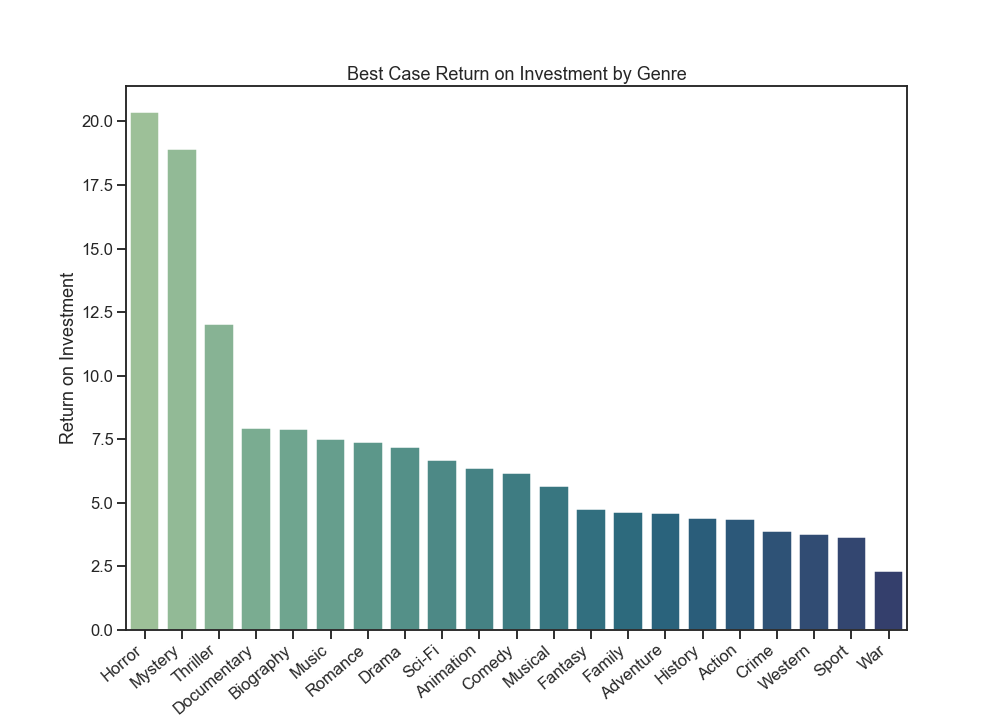 Best Case Return on Investment by Genre
Return on Investment
20.0
17.5
15.0
12.5
10.0
7.5
5.0
2.5
0.0
Horror
Mystery
Thriller
Documentary
Biography
Music
Romance
Drama
Sci-Fi
Animation
Comedy
Musical
Fantasy
Family
Adventure
History
Action
Crime
Western
Sport
War